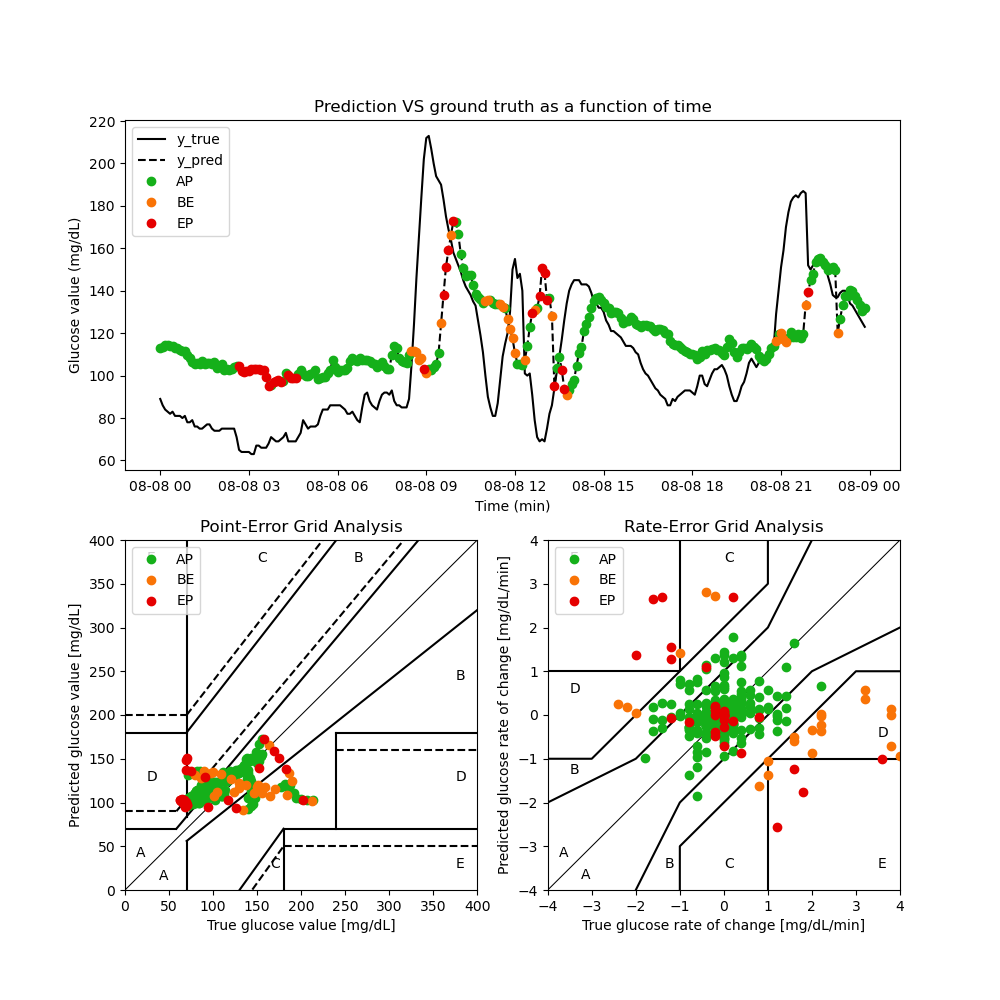 Prediction VS ground truth as a function of time
Glucose value (mg/dL)
220
200
180
160
140
120
100
80
60
y_true
y_pred
AP
BE
EP
08-08 00 08-08 03 08-08 06 08-08 09 08-08 12 08-08 15 08-08 18 08-08 21 08-09 00
Time (min)
Point-Error Grid Analysis
Predicted glucose value [mg/dL]
400
350
300
250
200
150
100
50
0
AP
BE
EP
C
B
B
D
D
A
A
C
E
0 50 100 150 200 250 300 350 400
True glucose value [mg/dL]
Rate-Error Grid Analysis
Predicted glucose rate of change [mg/dL/min]
4
3
2
1
0
−1
−2
−3
−4
AP
BE
EP
C
D
D
B
A
A
B
C
E
−4 −3 −2 −1 0 1 2 3 4
True glucose rate of change [mg/dL/min]